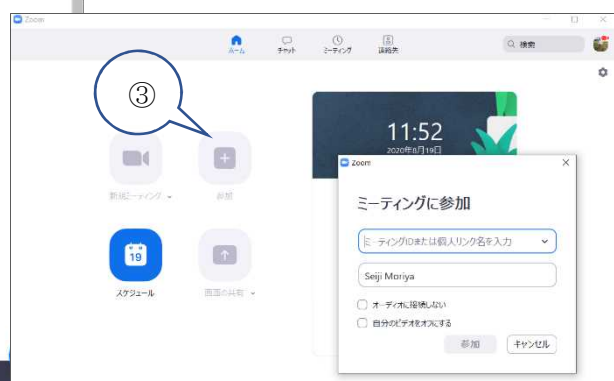 Zoom
ホーム
チャット
ミーティング
連絡先
検索
③
11:52
2020年8月19日
新規ミーティング
参加
19
スケジュール
画面の共有
Zoom
ミーティングに参加
ミーティングIDまたは個人リンク名を入力
Seiji Moriya
オーディオに接続しない
自分のビデオをオフにする
参加
キャンセル